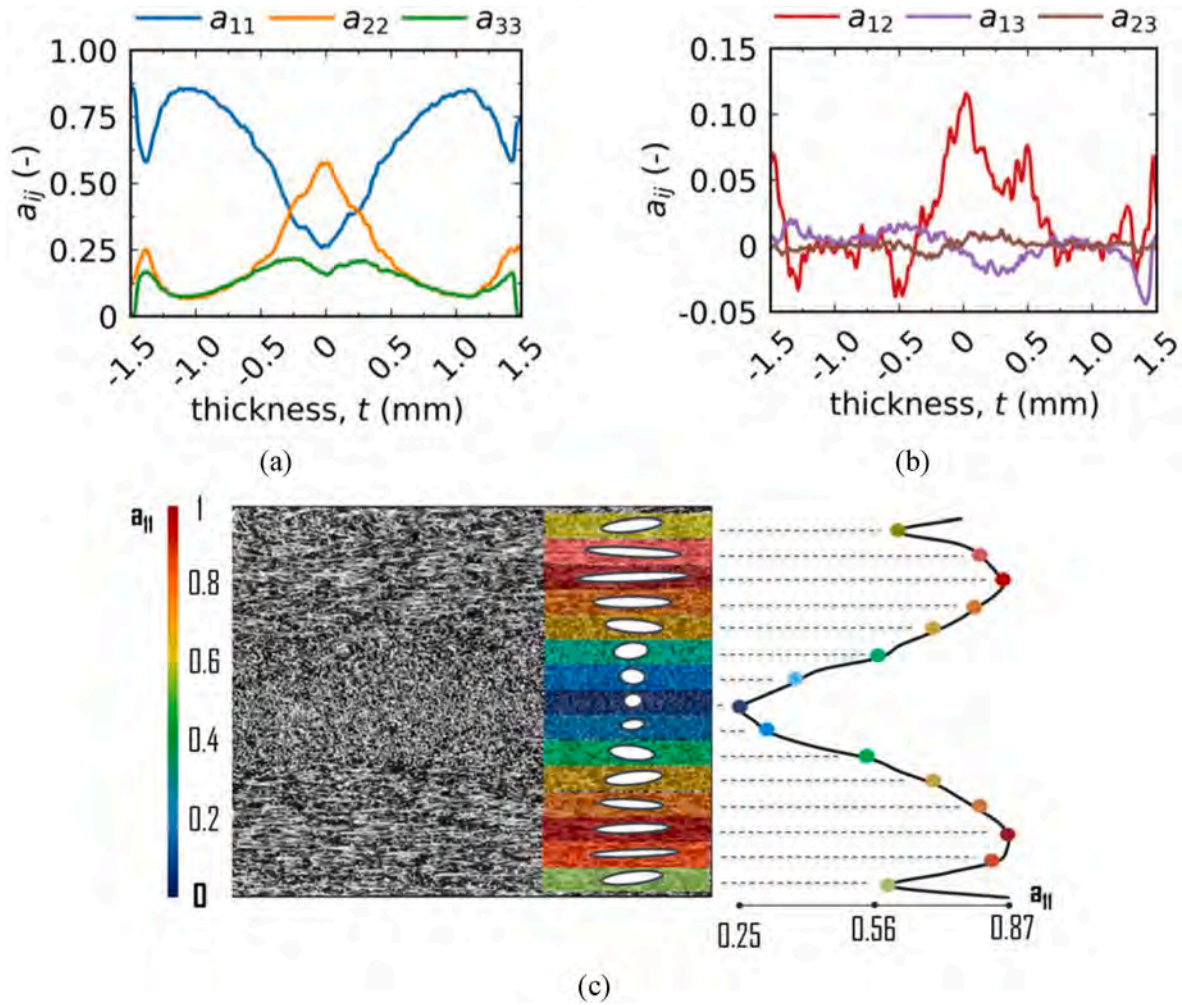 a11 a22 a33
a12 a13 a23
1.00
0.75
0.50
0.25
0
aij (-)
-1.5 -1.0 -0.5 0 0.5 1.0 1.5
thickness, t (mm)
(a)
0.15
0.10
0.05
0
-0.05
aij (-)
-1.5 -1.0 -0.5 0 0.5 1.0 1.5
thickness, t (mm)
(b)
a11
1
0.8
0.6
0.4
0.2
0
a11
0.25 0.56 0.87
(c)